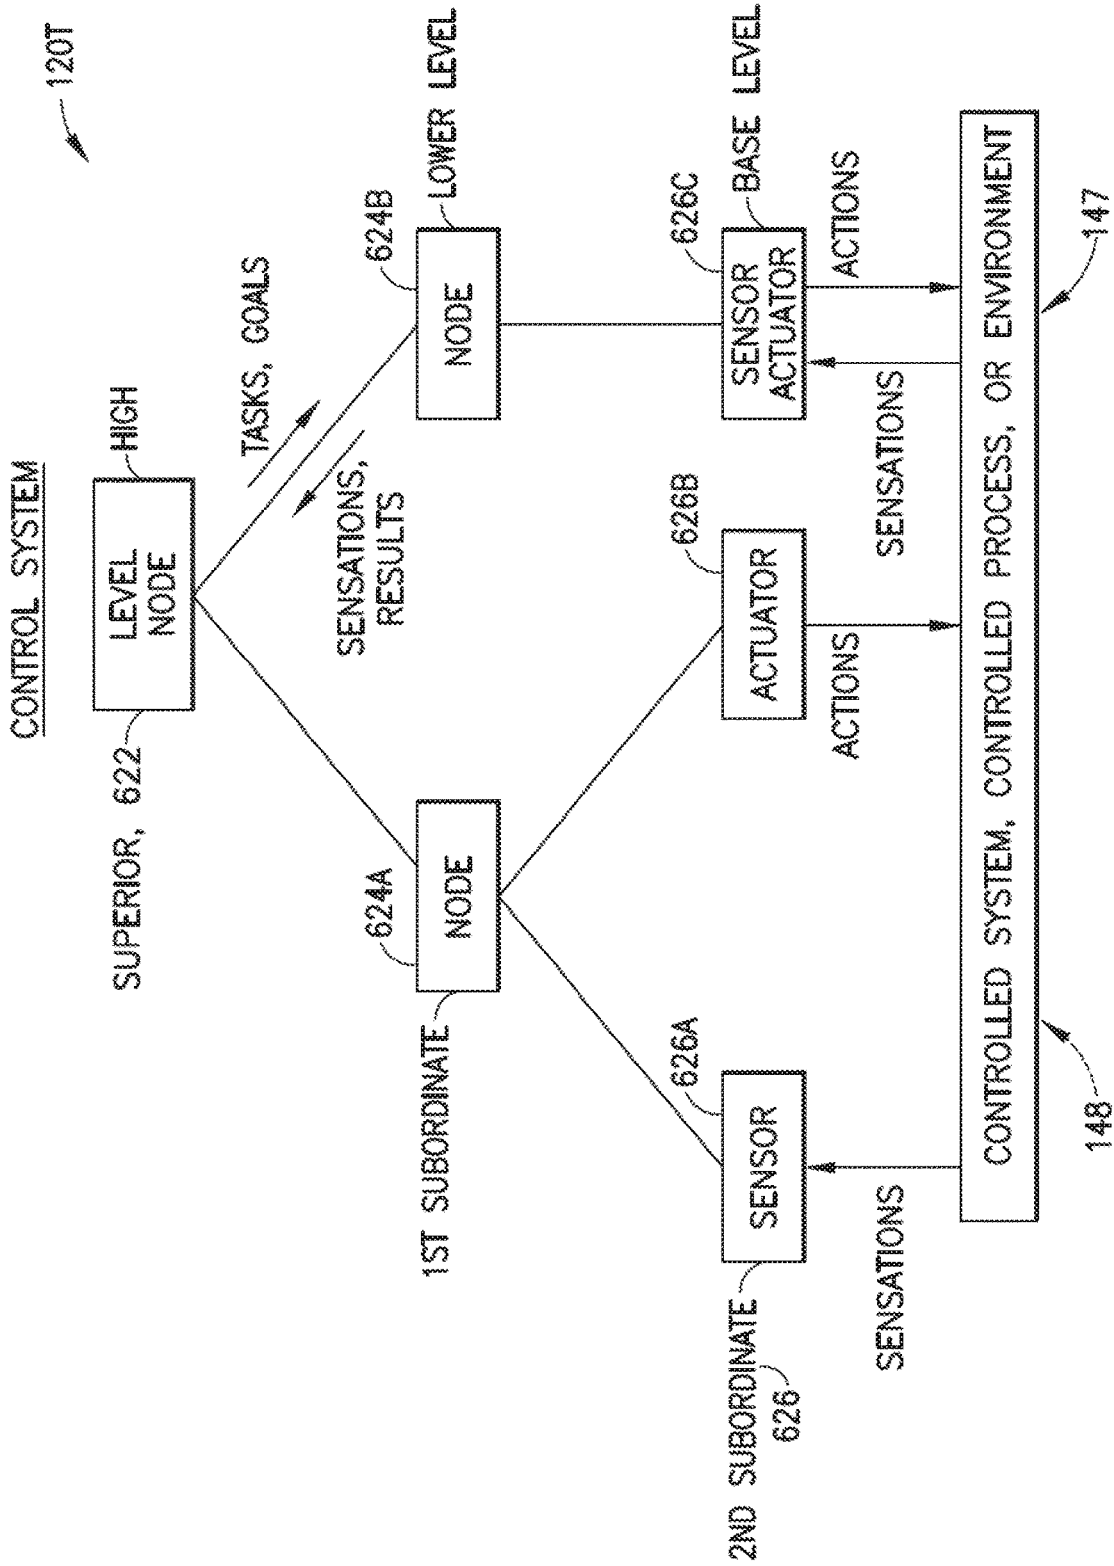 CONTROL SYSTEM
120T
SUPERIOR, 622
LEVEL
NODE
HIGH
TASKS, GOALS
SENSATIONS,
RESULTS
1ST SUBORDINATE
624A
NODE
624B
NODE
LOWER LEVEL
2ND SUBORDINATE
626
626A
SENSOR
626B
ACTUATOR
626C
SENSOR
ACTUATOR
BASE LEVEL
SENSATIONS
ACTIONS
SENSATIONS
ACTIONS
CONTROLLED SYSTEM, CONTROLLED PROCESS, OR ENVIRONMENT
148
147